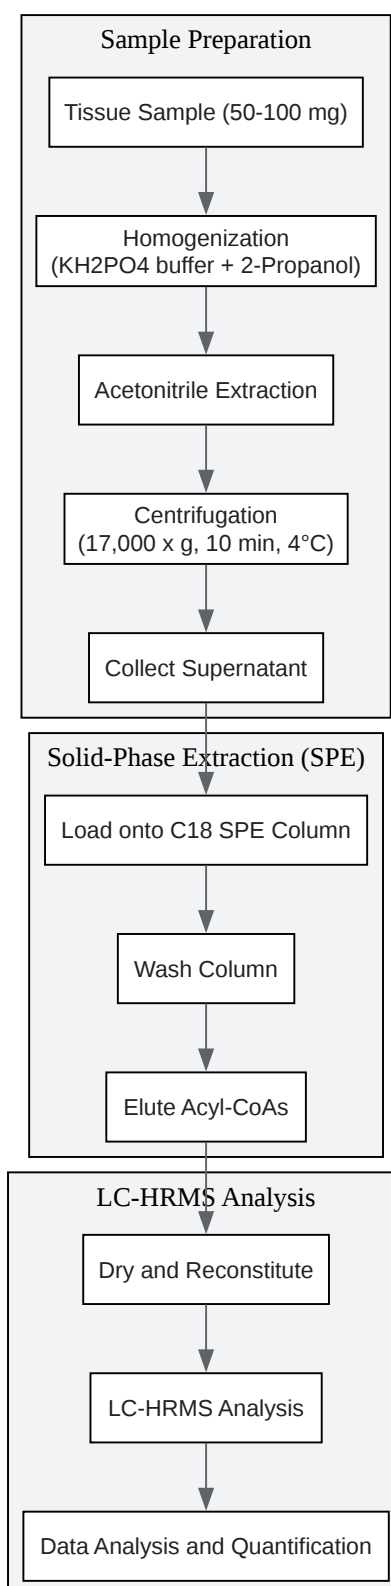 Sample Preparation
Tissue Sample (50-100 mg)
Homogenization
(KH2PO4 buffer + 2-Propanol)
Acetonitrile Extraction
Centrifugation
(17,000 x g, 10 min, 4°C)
Collect Supernatant
Solid-Phase Extraction (SPE)
Load onto C18 SPE Column
Wash Column
Elute Acyl-CoAs
LC-HRMS Analysis
Dry and Reconstitute
LC-HRMS Analysis
Data Analysis and Quantification